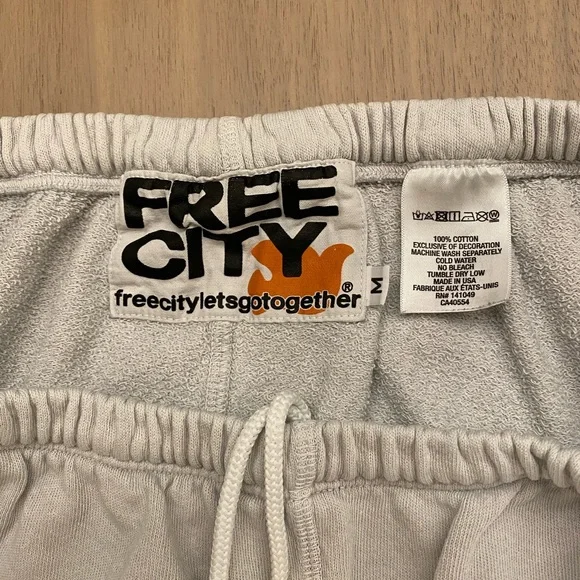 FREE
CITY
®
freecityletsgotogether
M
100% COTTON
EXCLUSIVE OF DECORATION
MACHINE WASH SEPARATELY
COLD WATER
NO BLEACH
TUMBLE DRY LOW
MADE IN USA
FABRIQUE AUX ÉTATS-UNIS
RN# 141049
CA40554